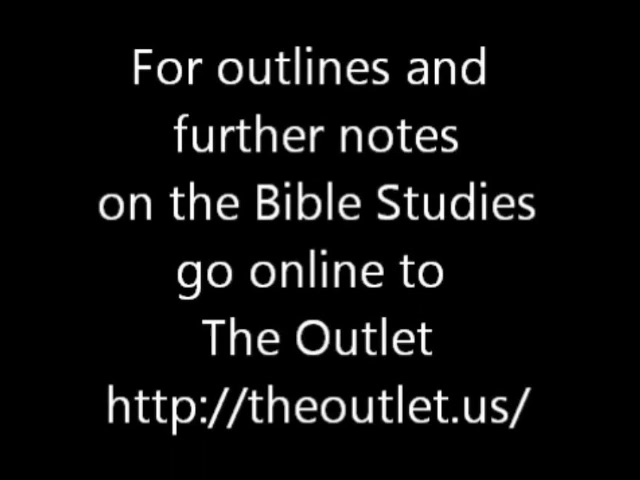 For outlines and
further notes
on the Bible Studies
go online to
The Outlet
http://theoutlet.us/